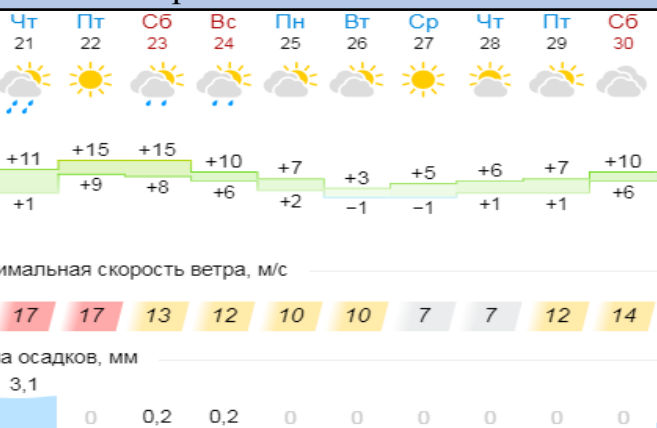 Чт Пт Сб Вс Пн Вт Ср Чт Пт Сб
21 22 23 24 25 26 27 28 29 30
+11 +15 +15 +10 +7 +3 +5 +6 +7 +10
+1 +9 +8 +6 +2 −1 −1 +1 +1 +6
имальная скорость ветра, м/с
17 17 13 12 10 10 7 7 12 14
а осадков, мм
3,1 0 0,2 0,2 0 0 0 0 0 0